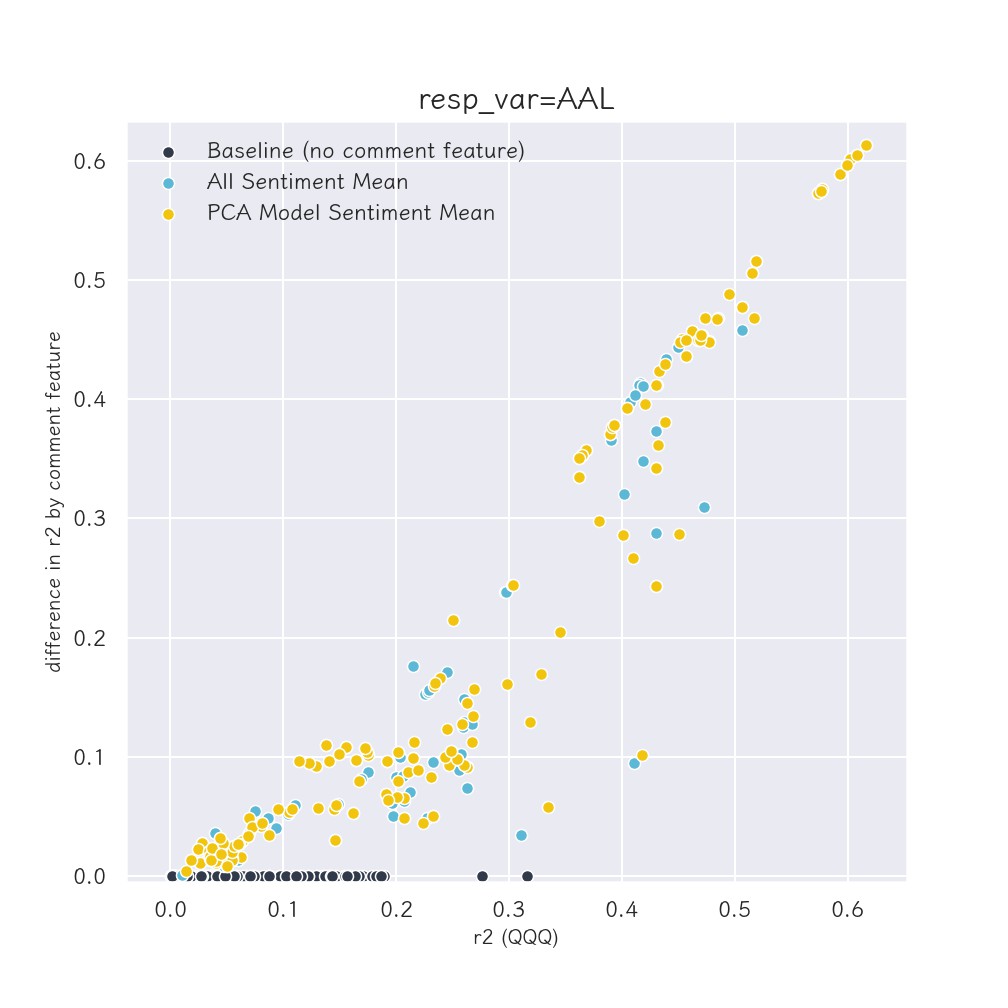 resp_var=AAL
Baseline (no comment feature)
All Sentiment Mean
PCA Model Sentiment Mean
difference in r2 by comment feature
0.6
0.5
0.4
0.3
0.2
0.1
0.0
0.0 0.1 0.2 0.3 0.4 0.5 0.6
r2 (QQQ)